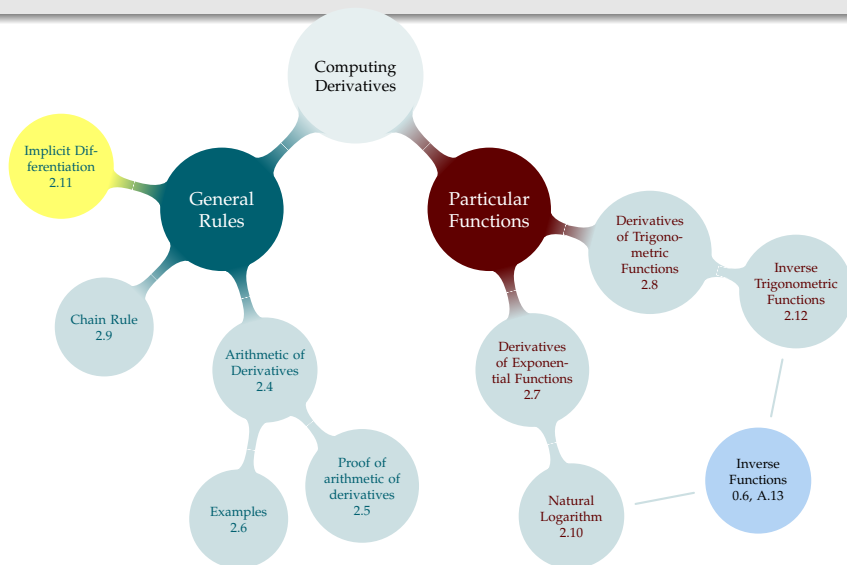 Computing
Derivatives
Implicit Dif-
ferentiation
2.11
General
Rules
Particular
Functions
Derivatives
of Trigono-
metric
Functions
2.8
Inverse
Trigonometric
Functions
2.12
Chain Rule
2.9
Arithmetic of
Derivatives
2.4
Derivatives
of Exponen-
tial Functions
2.7
Proof of
arithmetic of
derivatives
2.5
Examples
2.6
Natural
Logarithm
2.10
Inverse
Functions
0.6, A.13